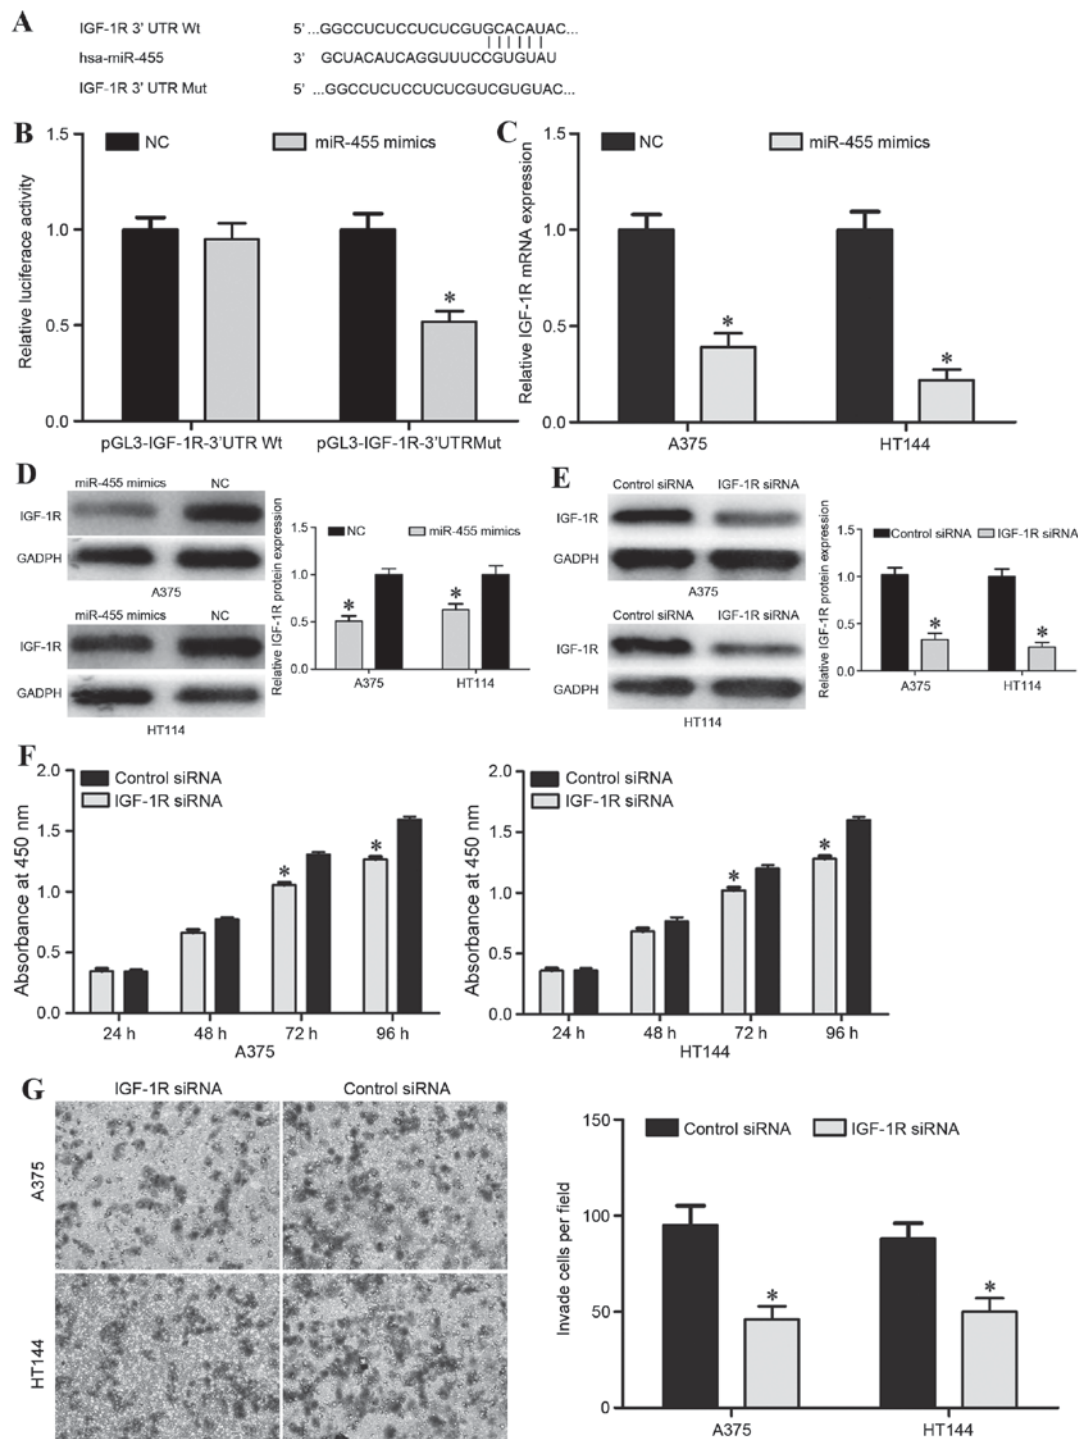 A
IGF-1R 3' UTR Wt 5' ...GGCCUCUCCUCUCGUGCACAUAC...
hsa-miR-455 3' GCUACAUCAGGUUUCCGUGUAU
IGF-1R 3' UTR Mut 5' ...GGCCUCUCCUCUCGUCGUGUAC...
B
Relative luciferace activity
1.5
1.0
0.5
0.0
NC
miR-455 mimics
*
pGL3-IGF-1R-3'UTR Wt
pGL3-IGF-1R-3'UTRMut
C
Relative IGF-1R mRNA expression
1.5
1.0
0.5
0.0
NC
miR-455 mimics
*
*
A375
HT144
D
miR-455 mimics NC
IGF-1R
GADPH
A375
miR-455 mimics NC
IGF-1R
GADPH
HT114
Relative IGF-1R protein expression
1.5
1.0
0.5
0.0
NC
miR-455 mimics
*
*
A375
HT114
E
Control siRNA IGF-1R siRNA
IGF-1R
GADPH
A375
Control siRNA IGF-1R siRNA
IGF-1R
GADPH
HT114
Relative IGF-1R protein expression
1.5
1.0
0.5
0.0
Control siRNA
IGF-1R siRNA
*
*
A375
HT114
F
Absorbance at 450 nm
2.0
1.5
1.0
0.5
0.0
Control siRNA
IGF-1R siRNA
*
*
24 h 48 h 72 h 96 h
A375
Absorbance at 450 nm
2.0
1.5
1.0
0.5
0.0
Control siRNA
IGF-1R siRNA
*
*
24 h 48 h 72 h 96 h
HT144
G
IGF-1R siRNA Control siRNA
A375
HT144
Invade cells per field
150
100
50
0
Control siRNA
IGF-1R siRNA
*
*
A375
HT144